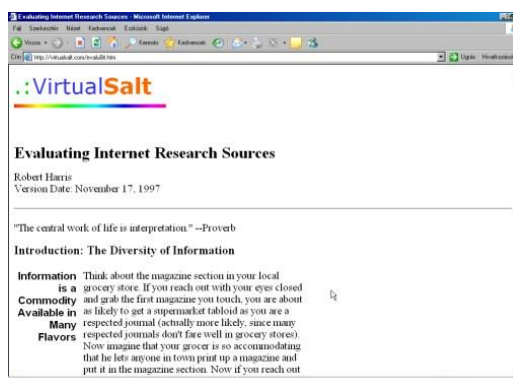 Evaluating Internet Research Sources - Microsoft Internet Explorer
Fájl Szerkesztés Nézet Kedvencek Eszközök Súgó
Vissza Keresés Kedvencek
Cím http://virtualsalt.com/evalu8it.htm Ugrás
.:VirtualSalt
Evaluating Internet Research Sources
Robert Harris
Version Date: November 17, 1997
"The central work of life is interpretation." --Proverb
Introduction: The Diversity of Information
Information
is a
Commodity
Available in
Many
Flavors
Think about the magazine section in your local
grocery store. If you reach out with your eyes closed
and grab the first magazine you touch, you are about
as likely to get a supermarket tabloid as you are a
respected journal (actually more likely, since many
respected journals don't fare well in grocery stores).
Now imagine that your grocer is so accommodating
that he lets anyone in town print up a magazine and
put it in the magazine section. Now if you reach out